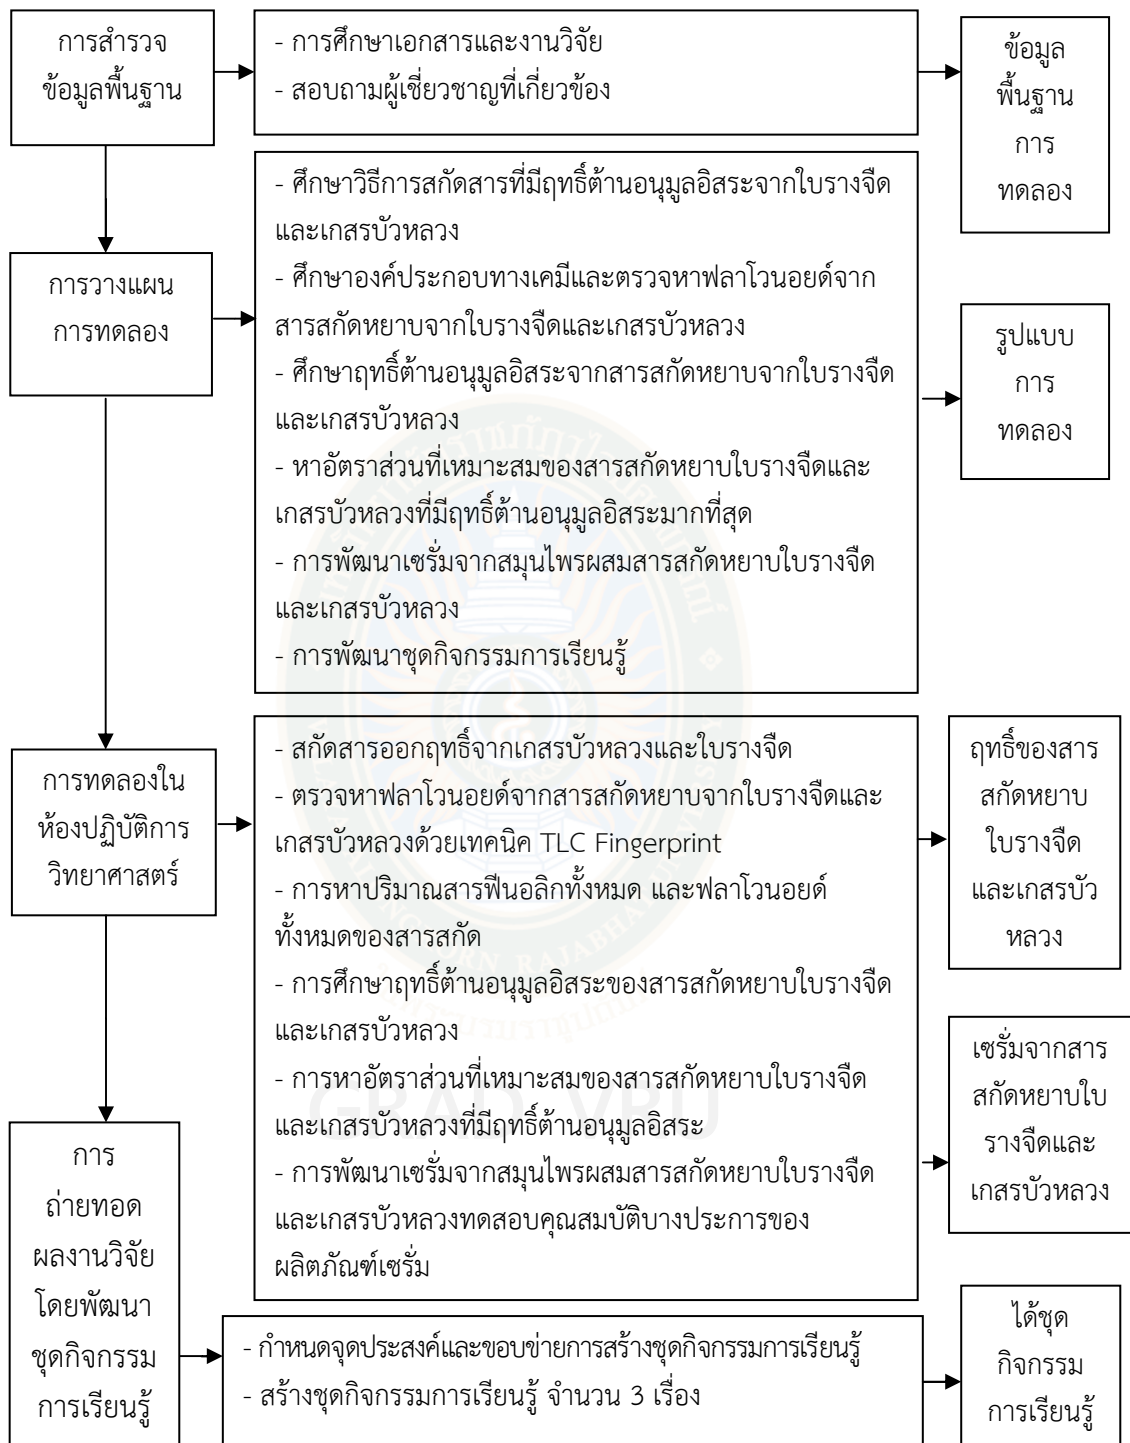 การสำรวจ
ข้อมูลพื้นฐาน
- การศึกษาเอกสารและงานวิจัย
- สอบถามผู้เชี่ยวชาญที่เกี่ยวข้อง
ข้อมูล
พื้นฐาน
การ
ทดลอง
การวางแผน
การทดลอง
- ศึกษาวิธีการสกัดสารที่มีฤทธิ์ต้านอนุมูลอิสระจากใบรางจืด
และเกสรบัวหลวง
- ศึกษาองค์ประกอบทางเคมีและตรวจหาฟลาโวนอยด์จาก
สารสกัดหยาบจากใบรางจืดและเกสรบัวหลวง
- ศึกษาฤทธิ์ต้านอนุมูลอิสระจากสารสกัดหยาบจากใบรางจืด
และเกสรบัวหลวง
- หาอัตราส่วนที่เหมาะสมของสารสกัดหยาบใบรางจืดและ
เกสรบัวหลวงที่มีฤทธิ์ต้านอนุมูลอิสระมากที่สุด
- การพัฒนาเซรั่มจากสมุนไพรผสมสารสกัดหยาบใบรางจืด
และเกสรบัวหลวง
- การพัฒนาชุดกิจกรรมการเรียนรู้
รูปแบบ
การ
ทดลอง
การทดลองใน
ห้องปฏิบัติการ
วิทยาศาสตร์
- สกัดสารออกฤทธิ์จากเกสรบัวหลวงและใบรางจืด
- ตรวจหาฟลาโวนอยด์จากสารสกัดหยาบจากใบรางจืดและ
เกสรบัวหลวงด้วยเทคนิค TLC Fingerprint
- การหาปริมาณสารฟีนอลิกทั้งหมด และฟลาโวนอยด์
ทั้งหมดของสารสกัด
- การศึกษาฤทธิ์ต้านอนุมูลอิสระของสารสกัดหยาบใบรางจืด
และเกสรบัวหลวง
- การหาอัตราส่วนที่เหมาะสมของสารสกัดหยาบใบรางจืด
และเกสรบัวหลวงที่มีฤทธิ์ต้านอนุมูลอิสระ
- การพัฒนาเซรั่มจากสมุนไพรผสมสารสกัดหยาบใบรางจืด
และเกสรบัวหลวงทดสอบคุณสมบัติบางประการของ
ผลิตภัณฑ์เซรั่ม
ฤทธิ์ของสาร
สกัดหยาบ
ใบรางจืด
และเกสรบัว
หลวง
เซรั่มจากสาร
สกัดหยาบใบ
รางจืดและ
เกสรบัวหลวง
การ
ถ่ายทอด
ผลงานวิจัย
โดยพัฒนา
ชุดกิจกรรม
การเรียนรู้
- กำหนดจุดประสงค์และขอบข่ายการสร้างชุดกิจกรรมการเรียนรู้
- สร้างชุดกิจกรรมการเรียนรู้ จำนวน 3 เรื่อง
ได้ชุด
กิจกรรม
การเรียนรู้
GRAD VRU